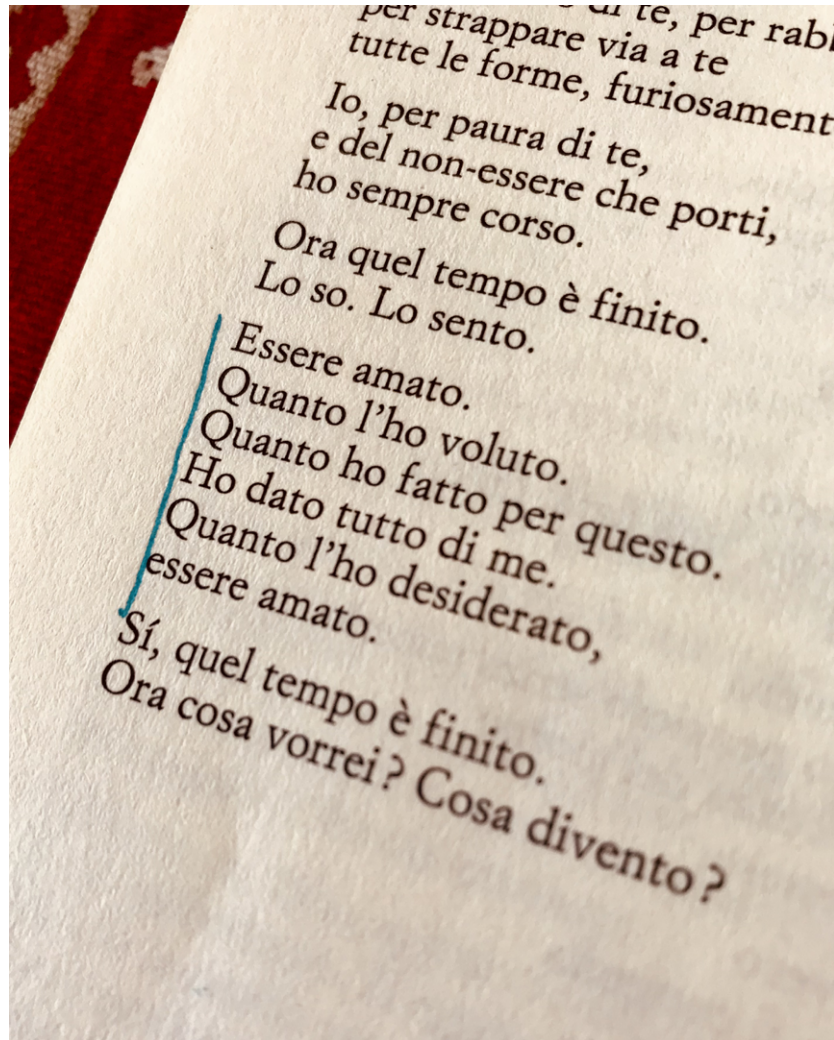 di te, per
per strappare via a te
tutte le forme, furiosament
Io, per paura di te,
e del non-essere che porti,
ho sempre corso.
Ora quel tempo è finito.
Lo so. Lo sento.
Essere amato.
Quanto l’ho voluto.
Quanto ho fatto per questo.
Ho dato tutto di me.
Quanto l’ho desiderato,
essere amato.
Sí, quel tempo è finito.
Ora cosa vorrei? Cosa divento?